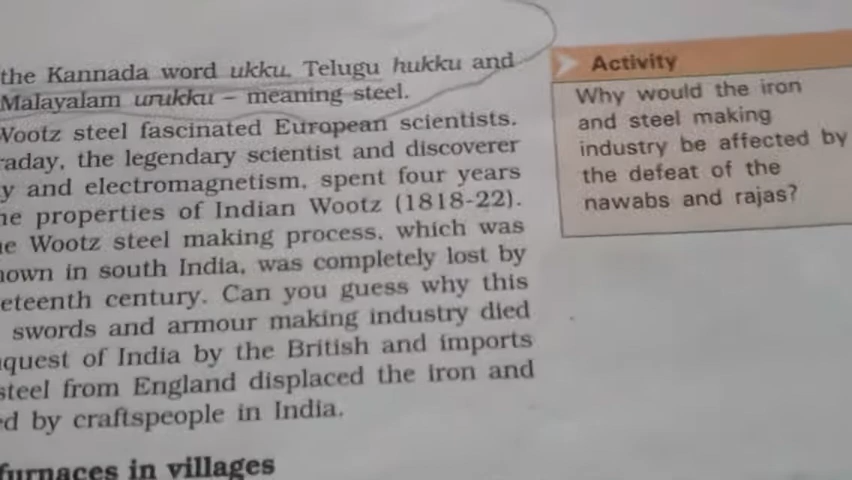 the Kannada word ukku, Telugu hukku and
Malayalam urukku – meaning steel.
Wootz steel fascinated European scientists.
raday, the legendary scientist and discoverer
y and electromagnetism, spent four years
he properties of Indian Wootz (1818-22).
e Wootz steel making process, which was
nown in south India, was completely lost by
eteenth century. Can you guess why this
swords and armour making industry died
nquest of India by the British and imports
steel from England displaced the iron and
ed by craftspeople in India.
furnaces in villages
Activity
Why would the iron
and steel making
industry be affected by
the defeat of the
nawabs and rajas?